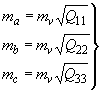 m_a = m_ν √Q_11
m_b = m_ν √Q_22
m_c = m_ν √Q_33